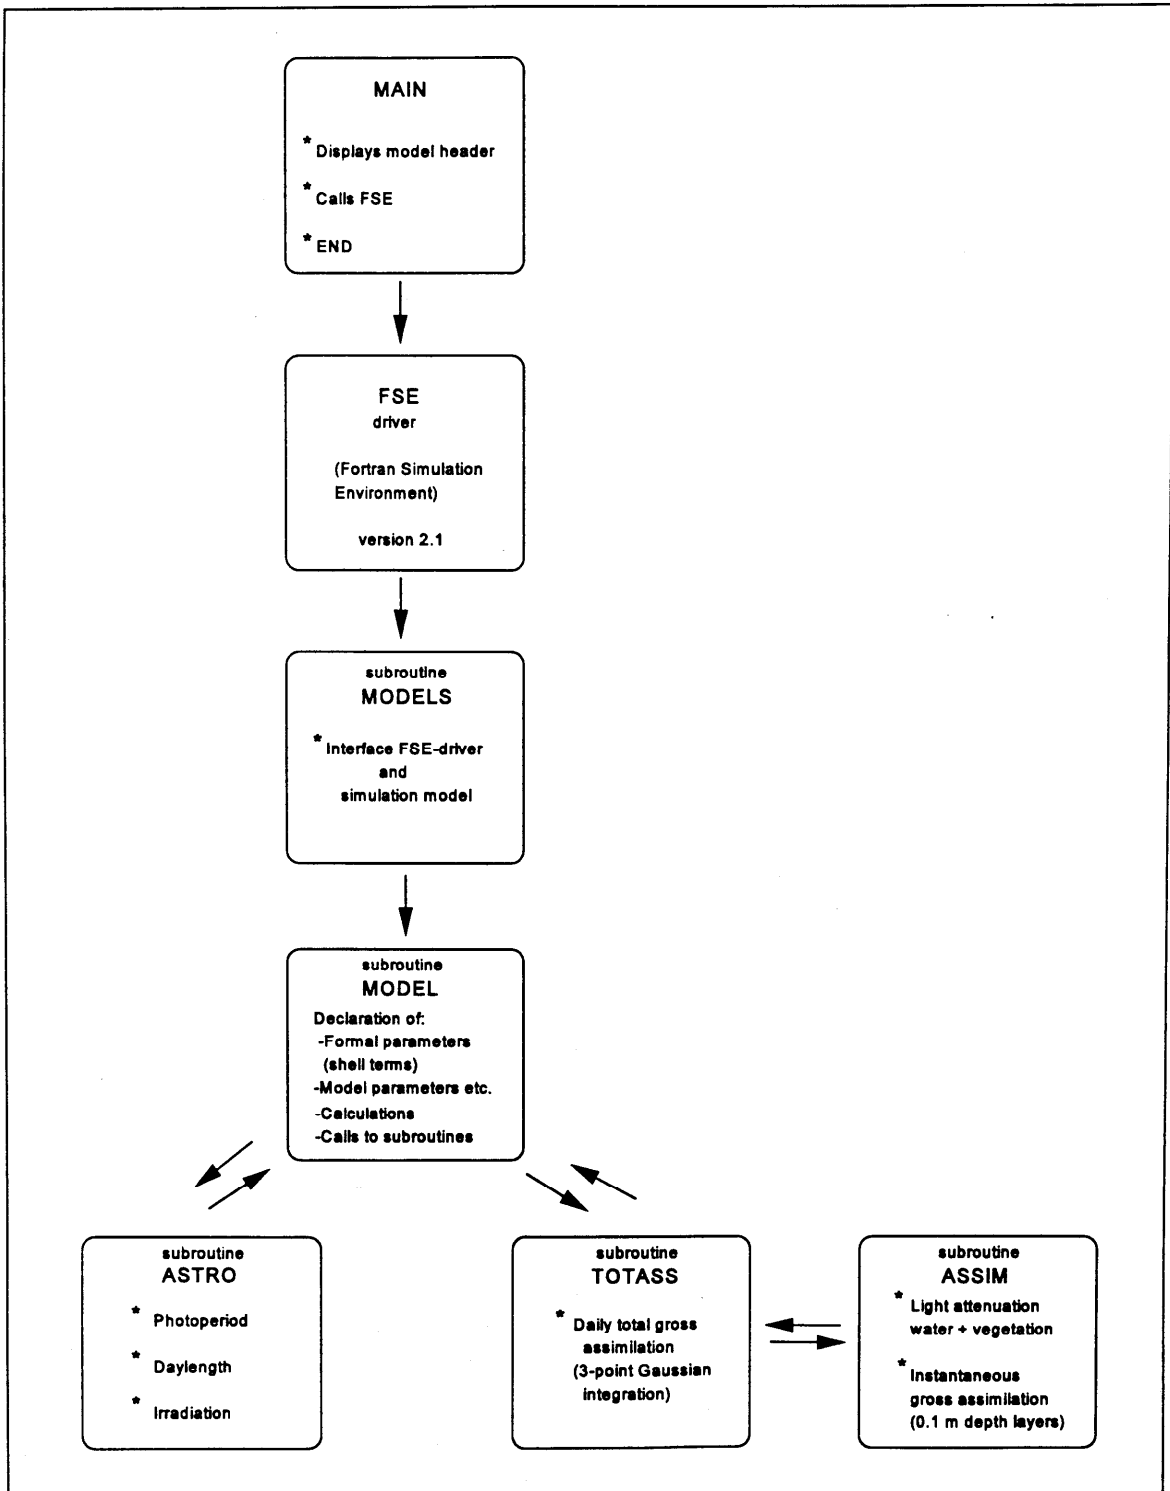 MAIN
* Displays model header
* Calls FSE
* END
FSE
driver
(Fortran Simulation
Environment)
version 2.1
subroutine
MODELS
* Interface FSE-driver
and
simulation model
subroutine
MODEL
Declaration of:
-Formal parameters
(shell terms)
-Model parameters etc.
-Calculations
-Calls to subroutines
subroutine
ASTRO
* Photoperiod
* Daylength
* Irradiation
subroutine
TOTASS
* Daily total gross
assimilation
(3-point Gaussian
integration)
subroutine
ASSIM
* Light attenuation
water + vegetation
* Instantaneous
gross assimilation
(0.1 m depth layers)